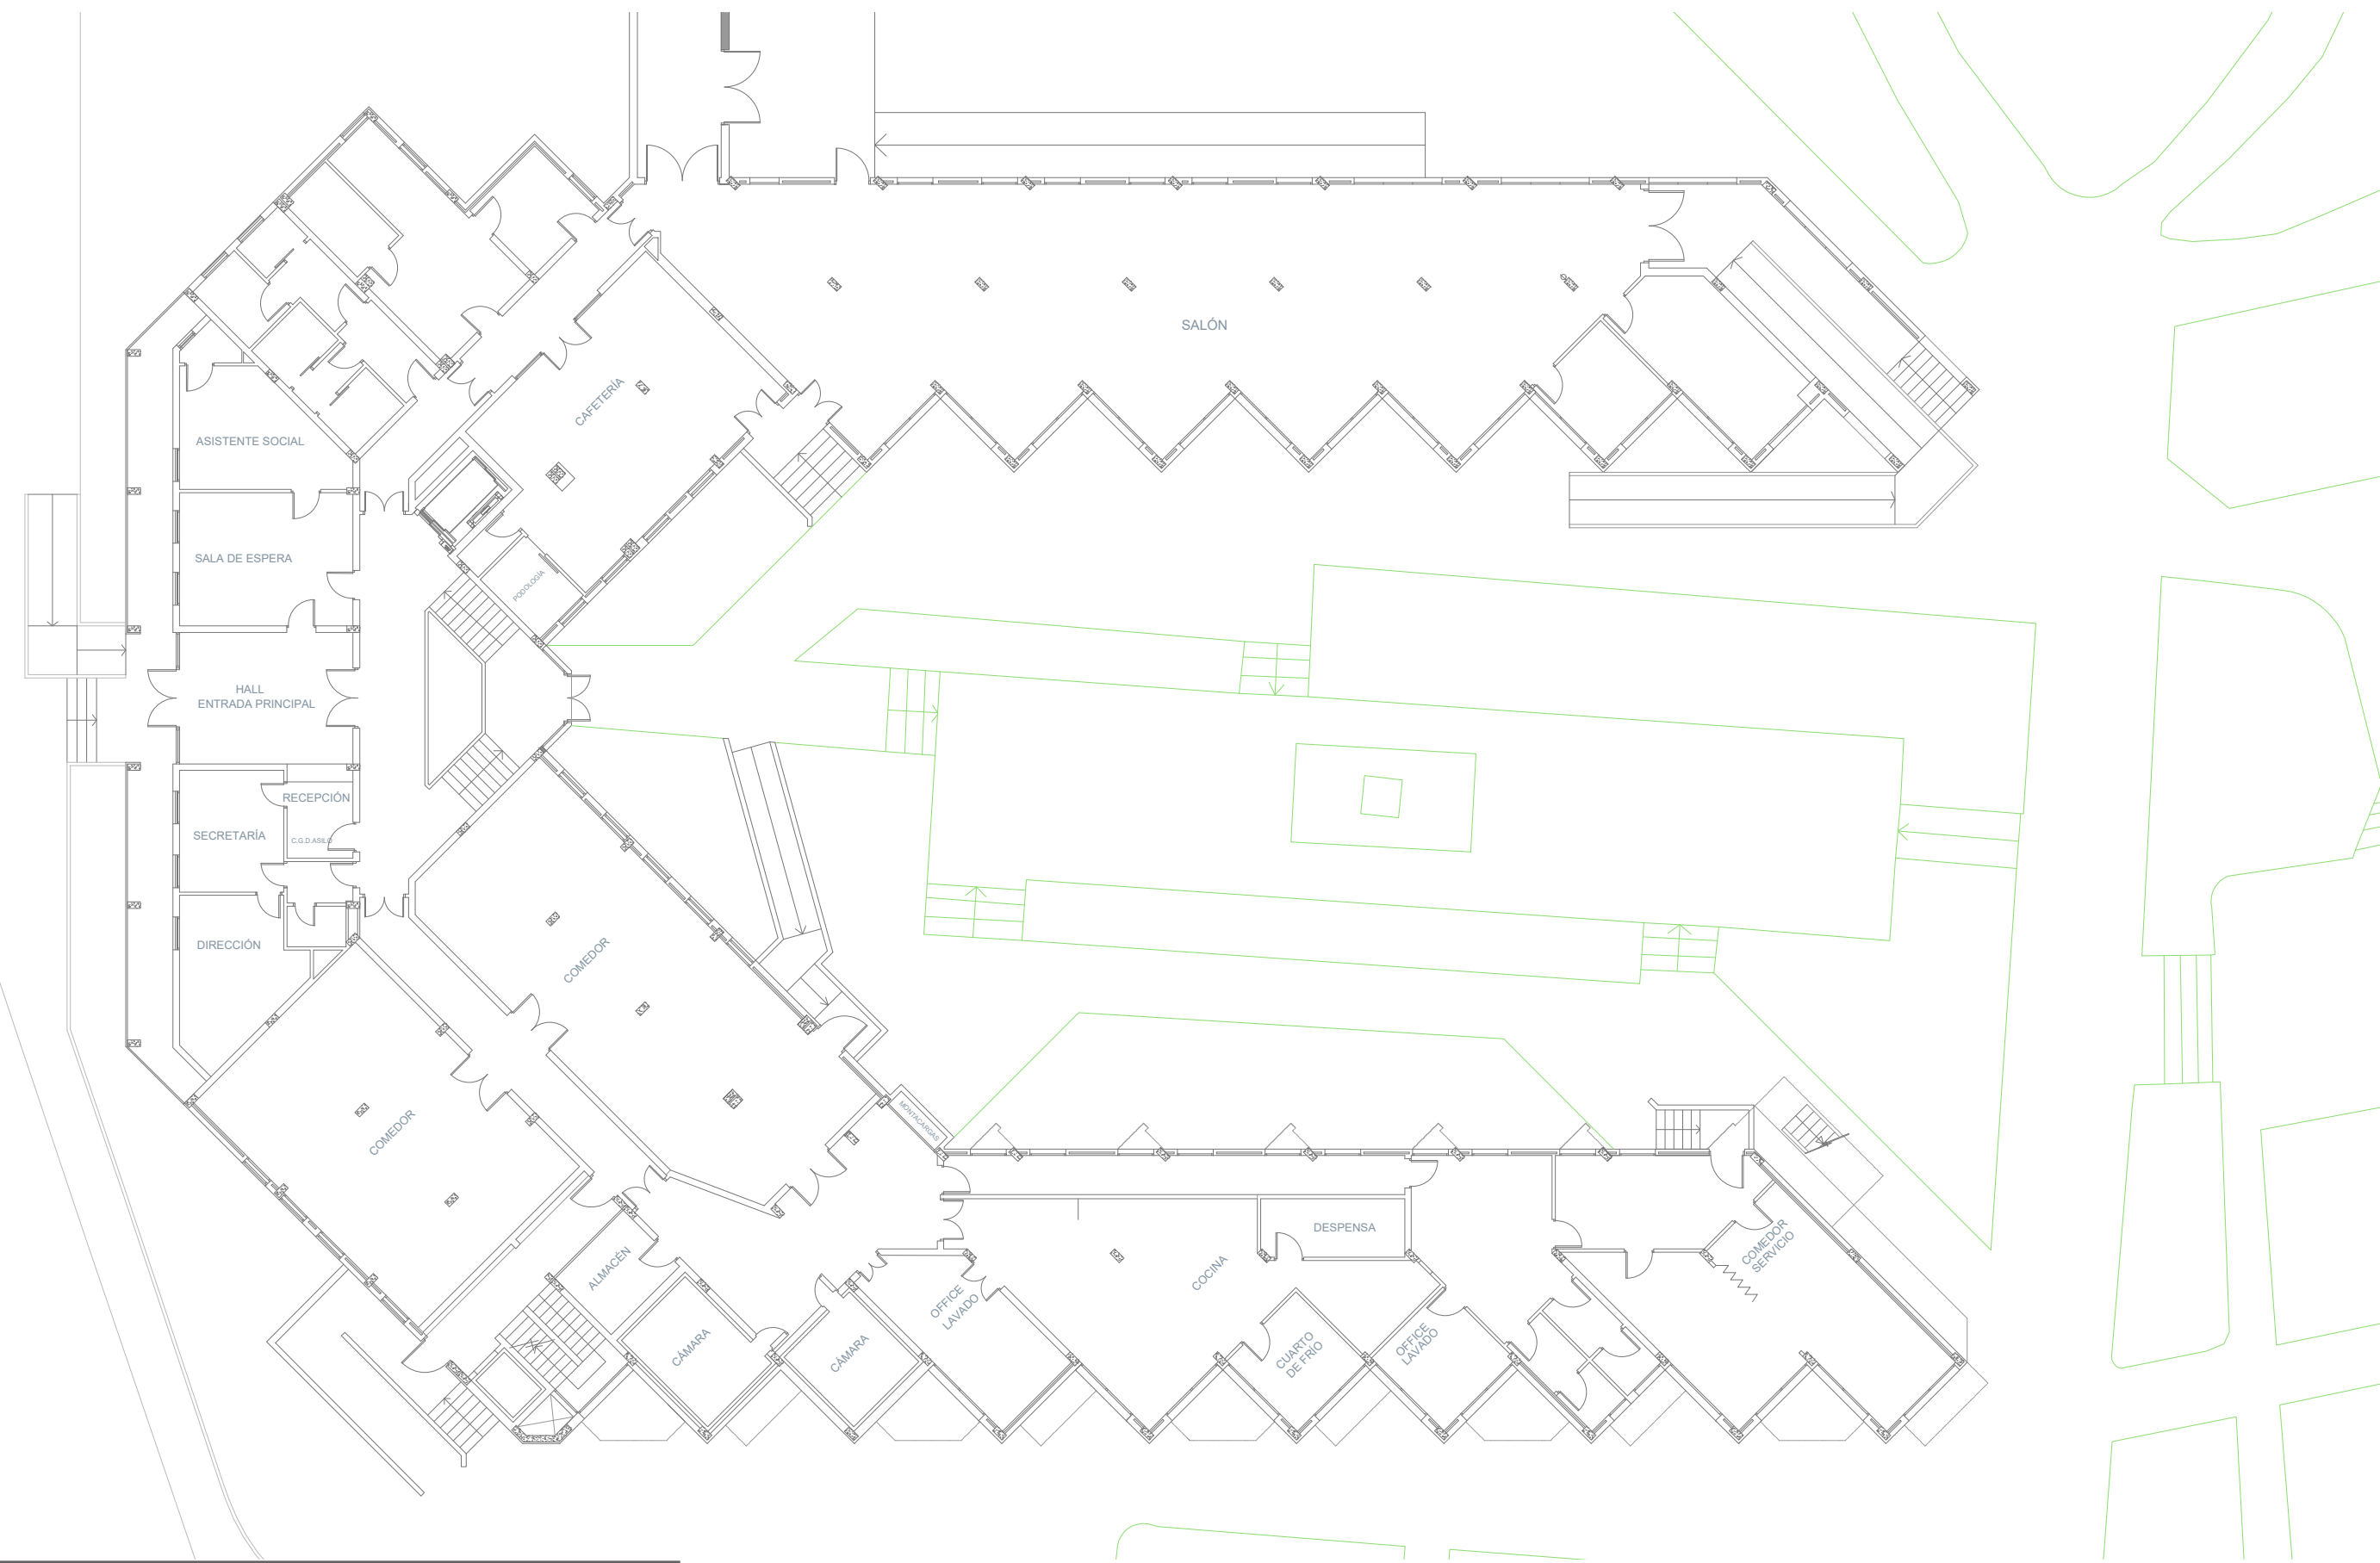 SALÓN
CAFETERÍA
ASISTENTE SOCIAL
SALA DE ESPERA
PODOLOGÍA
HALL
ENTRADA PRINCIPAL
RECEPCIÓN
SECRETARÍA
C.G.D.ASILO
DIRECCIÓN
COMEDOR
COMEDOR
MONTACARGAS
ALMACÉN
CÁMARA
CÁMARA
OFFICE
LAVADO
COCINA
DESPENSA
CUARTO
DE FRÍO
OFFICE
LAVADO
COMEDOR
SERVICIO